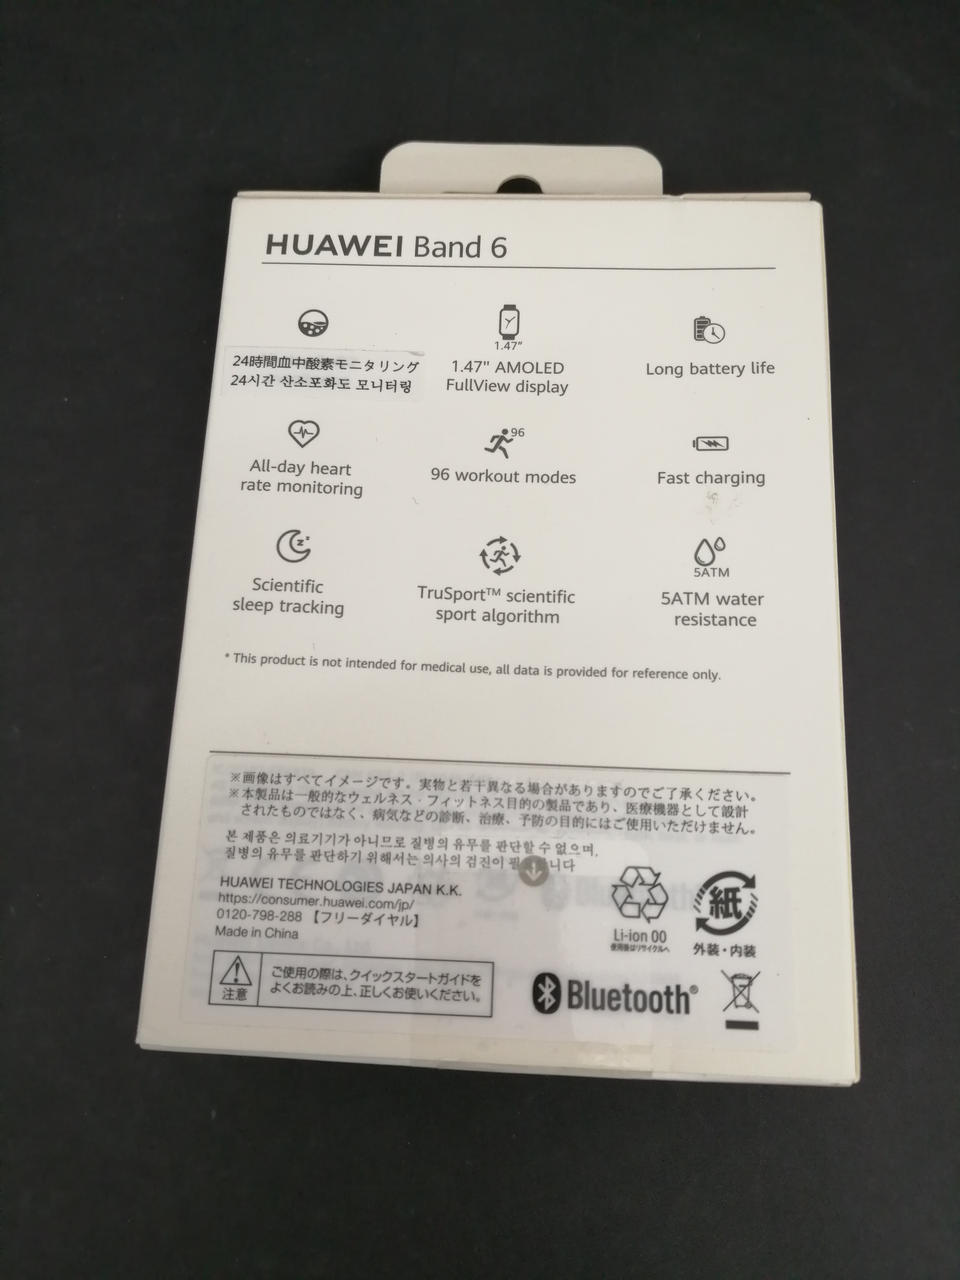 HUAWEI Band 6
24時間血中酸素モニタリング
24시간 산소포화도 모니터링
1.47"
1.47" AMOLED
FullView display
Long battery life
All-day heart
rate monitoring
96
96 workout modes
Fast charging
Scientific
sleep tracking
TruSport™ scientific
sport algorithm
5ATM
5ATM water
resistance
* This product is not intended for medical use, all data is provided for reference only.
※画像はすべてイメージです。実物と若干異なる場合がありますのでご了承ください。
※本製品は一般的なウェルネス・フィットネス目的の製品であり、医療機器として設計
されたものではなく、病気などの診断、治療、予防の目的にはご使用いただけません。
본 제품은 의료기기가 아니므로 질병의 유무를 판단할 수 없으며,
질병의 유무를 판단하기 위해서는 의사의 검진이
HUAWEI TECHNOLOGIES JAPAN K.K.
https://consumer.huawei.com/jp/
0120-798-288 【フリーダイヤル】
Made in China
注意
ご使用の際は、クイックスタートガイドを
よくお読みの上、正しくお使いください。
Li-ion 00
使用後はリサイクルへ
紙
外装・内装
Bluetooth®